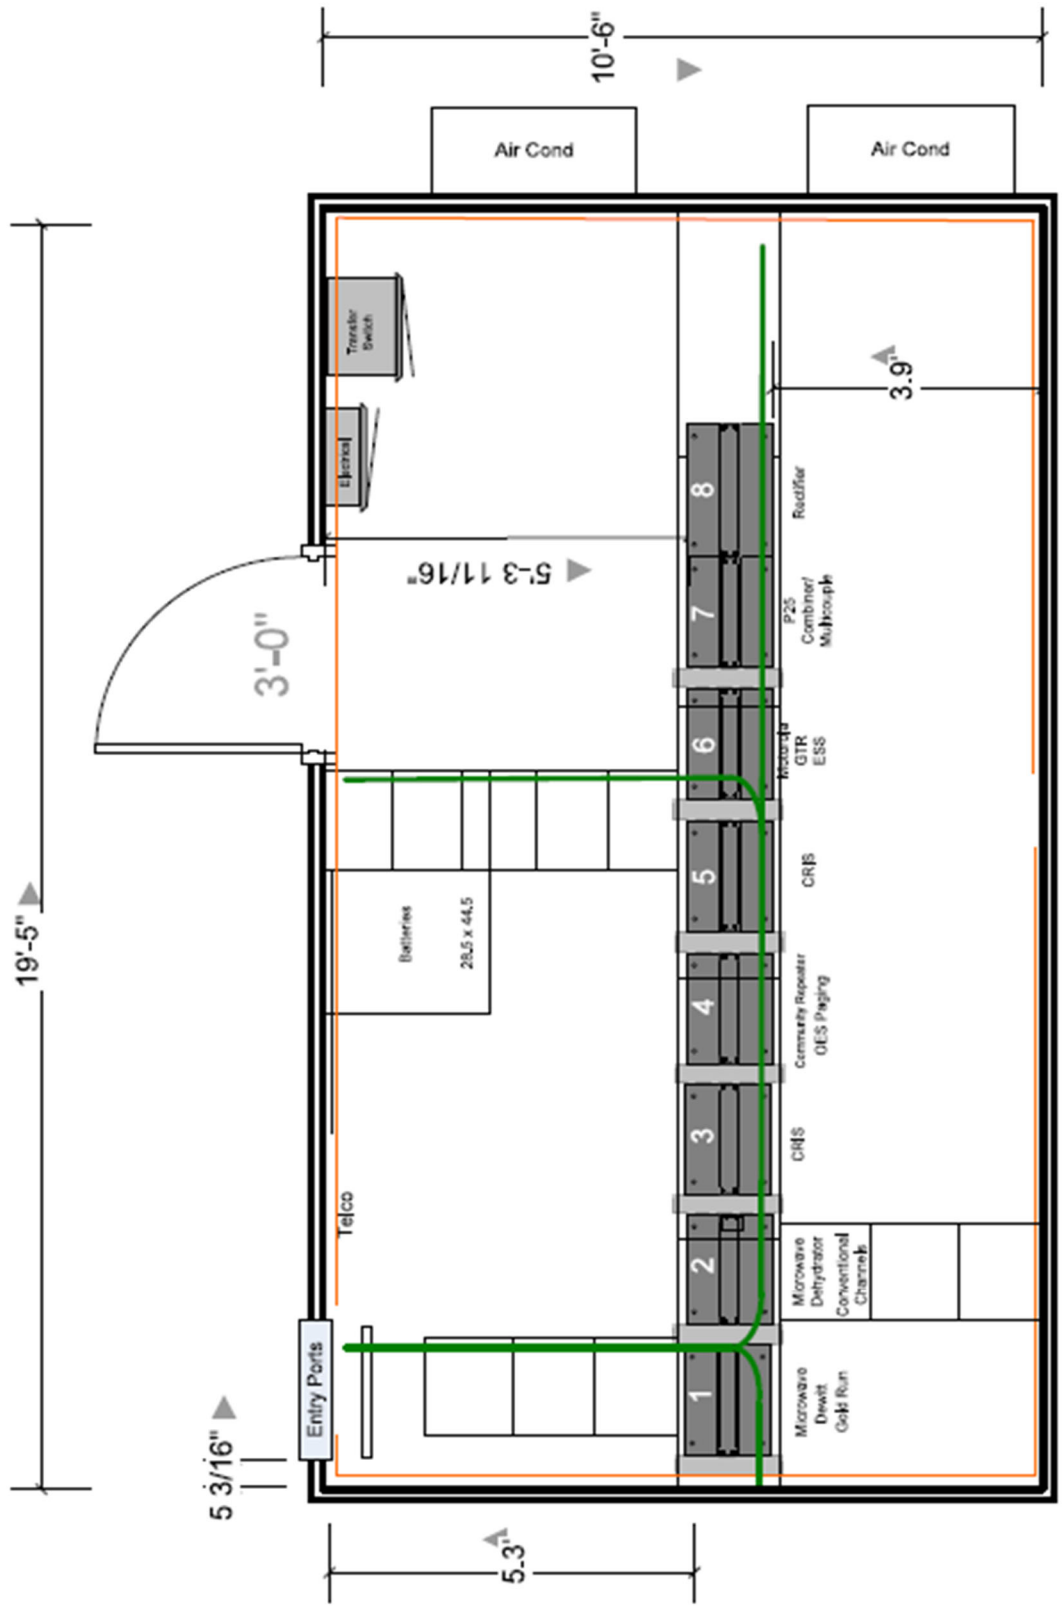 10'-6"
Air Cond
Air Cond
19'-5"
Transfer
Switch
Electrical
3.9'
5'-3 11/16"
3'-0"
8
Rectifier
7
P25
Combiner/
Multicouple
6
Motorola
GTR
ESS
5
CRIS
Batteries
28.5 x 44.5
4
Community Repeater
OES Paging
3
CRIS
Telco
2
Microwave
Dehydrator
Conventional
Channels
Entry Ports
1
Microwave
Dewitt
Gold Run
5 3/16"
5.3'